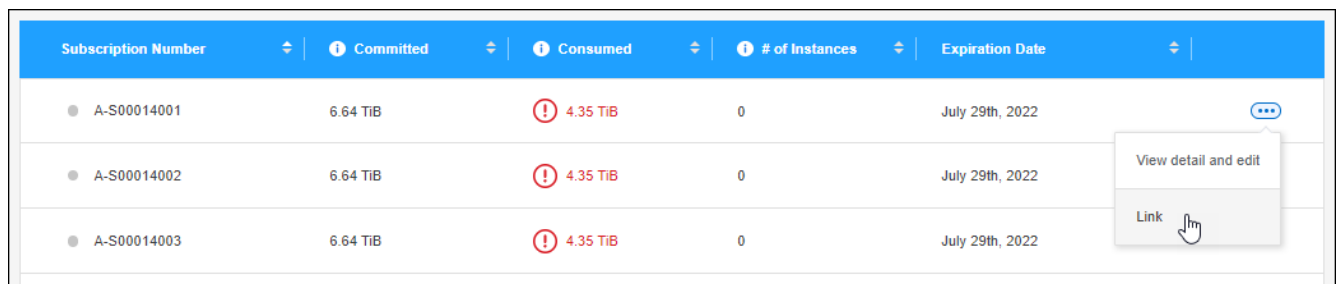 Subscription Number Committed Consumed # of Instances Expiration Date
A-S00014001 6.64 TiB 4.35 TiB 0 July 29th, 2022
View detail and edit
A-S00014002 6.64 TiB 4.35 TiB 0 July 29th, 2022
Link
A-S00014003 6.64 TiB 4.35 TiB 0 July 29th, 2022